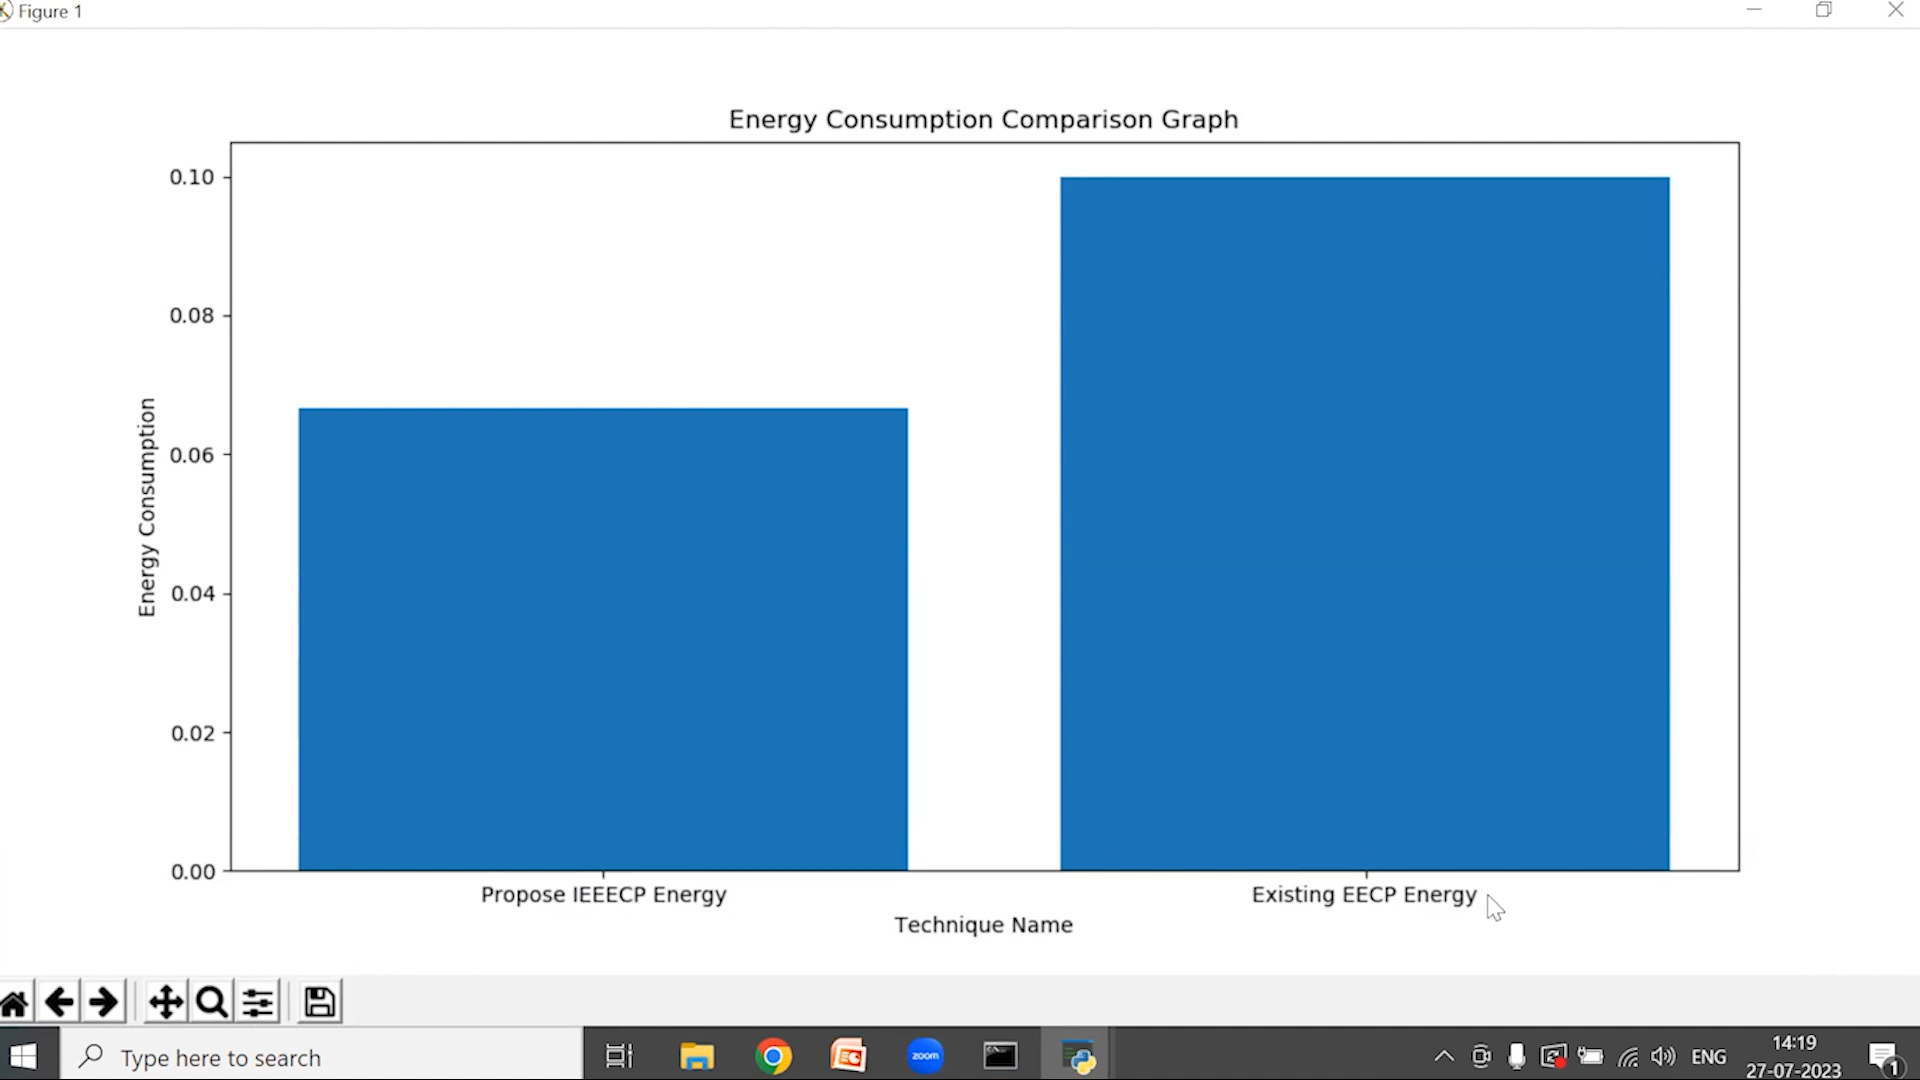 Figure 1
Energy Consumption Comparison Graph
0.10
0.08
0.06
0.04
0.02
0.00
Energy Consumption
Propose IEEECP Energy
Existing EECP Energy
Technique Name
Type here to search
zoom
ENG
14:19
27-07-2023
1